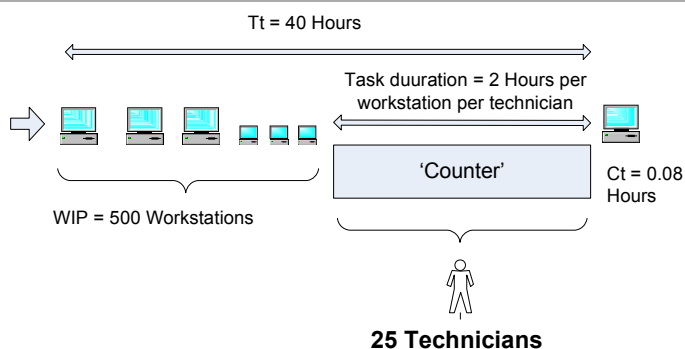 Tt = 40 Hours
Task duuration = 2 Hours per
workstation per technician
‘Counter’
Ct = 0.08
Hours
WIP = 500 Workstations
25 Technicians